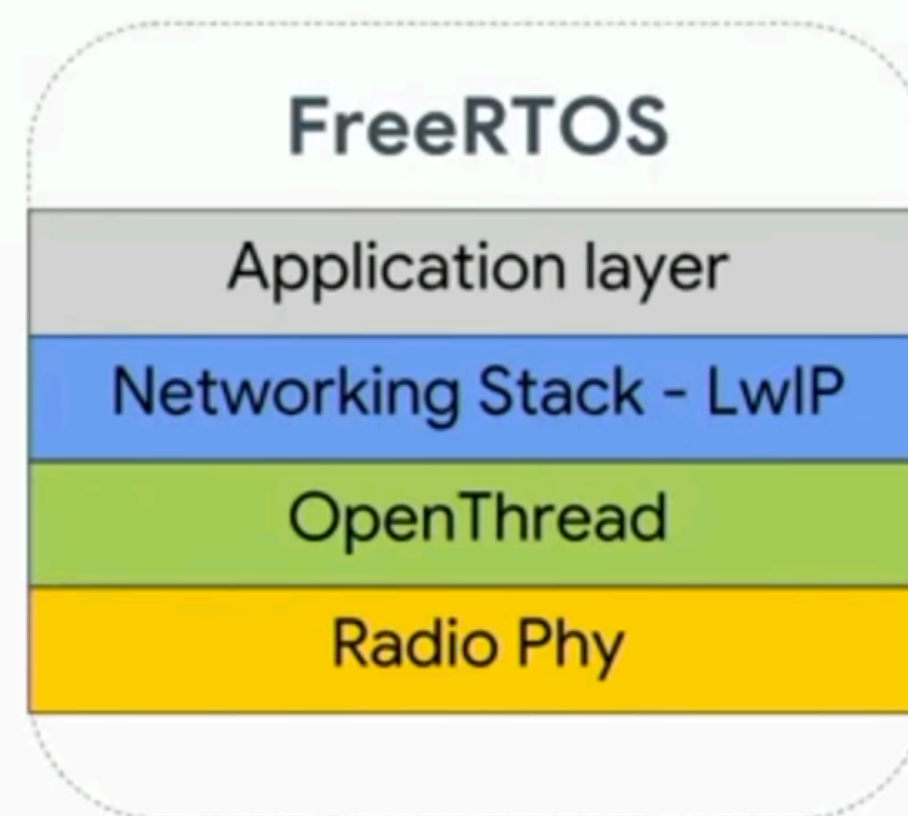 FreeRTOS
Application layer
Networking Stack - LwIP
OpenThread
Radio Phy